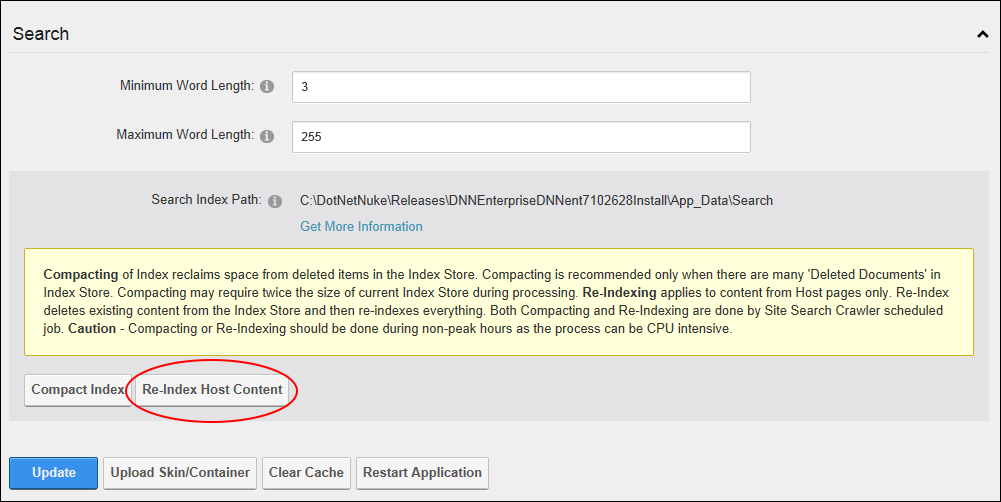 Search
Minimum Word Length:
3
Maximum Word Length:
255
Search Index Path:
C:\DotNetNuke\Releases\DNNEnterpriseDNNent7102628Install\App_Data\Search
Get More Information
Compacting of Index reclaims space from deleted items in the Index Store. Compacting is recommended only when there are many 'Deleted Documents' in
Index Store. Compacting may require twice the size of current Index Store during processing. Re-Indexing applies to content from Host pages only. Re-Index
deletes existing content from the Index Store and then re-indexes everything. Both Compacting and Re-Indexing are done by Site Search Crawler scheduled
job. Caution - Compacting or Re-Indexing should be done during non-peak hours as the process can be CPU intensive.
Compact Index
Re-Index Host Content
Update
Upload Skin/Container
Clear Cache
Restart Application